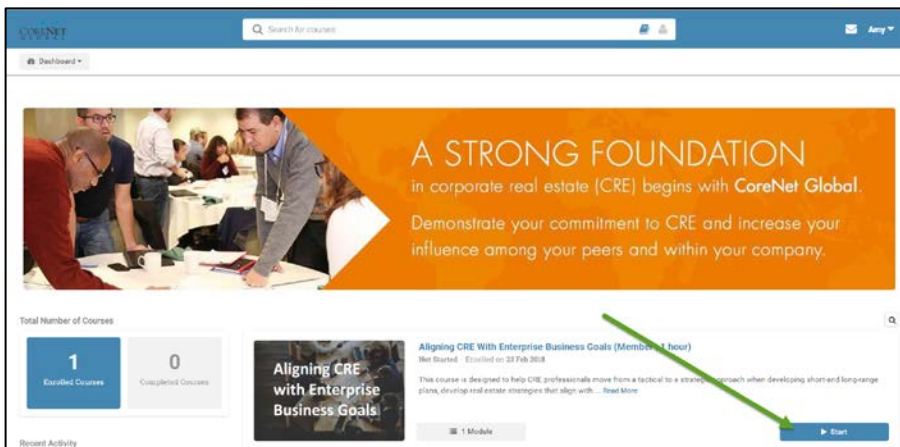 CORENET
GLOBAL
Search for courses
Amy
Dashboard
A STRONG FOUNDATION
in corporate real estate (CRE) begins with CoreNet Global.
Demonstrate your commitment to CRE and increase your
influence among your peers and within your company.
Total Number of Courses
1
Enrolled Courses
0
Completed Courses
Aligning CRE
with Enterprise
Business Goals
Aligning CRE With Enterprise Business Goals (Member, 1 hour)
Not Started Enrolled on 23 Feb 2018
This course is designed to help CRE professionals move from a tactical to a strategic approach when developing short-and long-range
plans, develop real estate strategies that align with ... Read More
1 Module
Start
Recent Activity